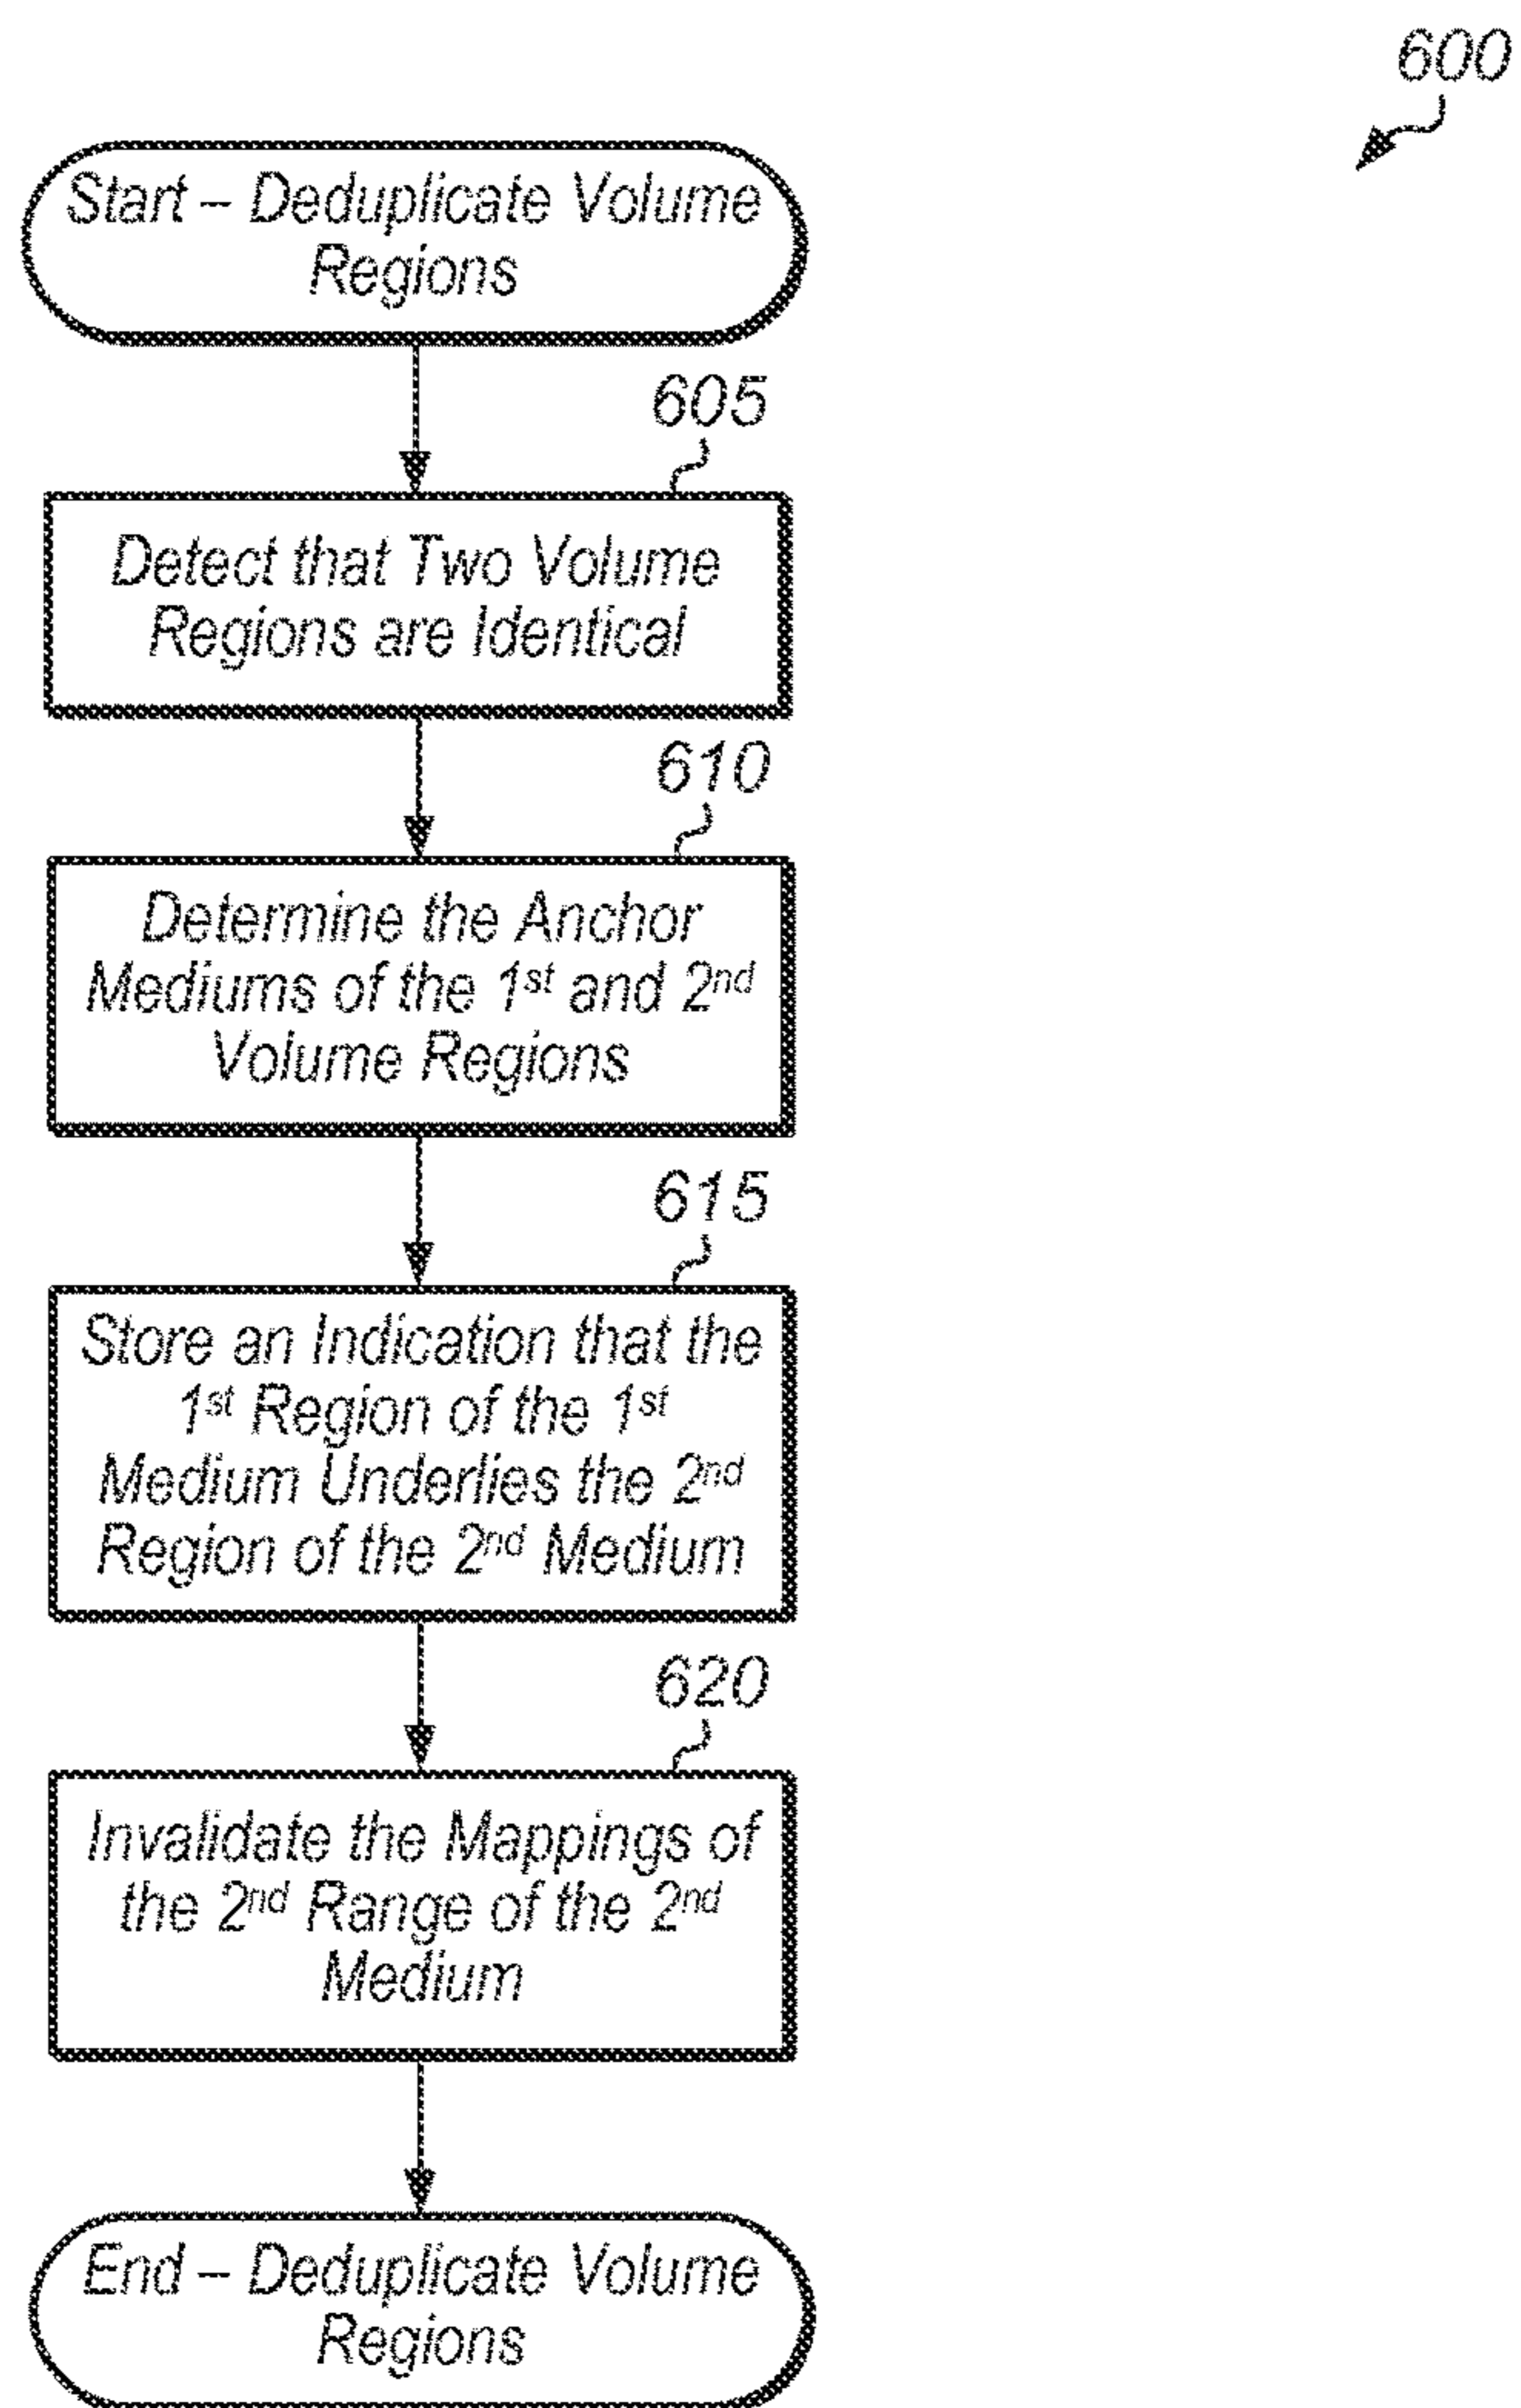 600
Start – Deduplicate Volume
Regions
605
Detect that Two Volume
Regions are Identical
610
Determine the Anchor
Mediums of the 1st and 2nd
Volume Regions
615
Store an Indication that the
1st Region of the 1st
Medium Underlies the 2nd
Region of the 2nd Medium
620
Invalidate the Mappings of
the 2nd Range of the 2nd
Medium
End – Deduplicate Volume
Regions